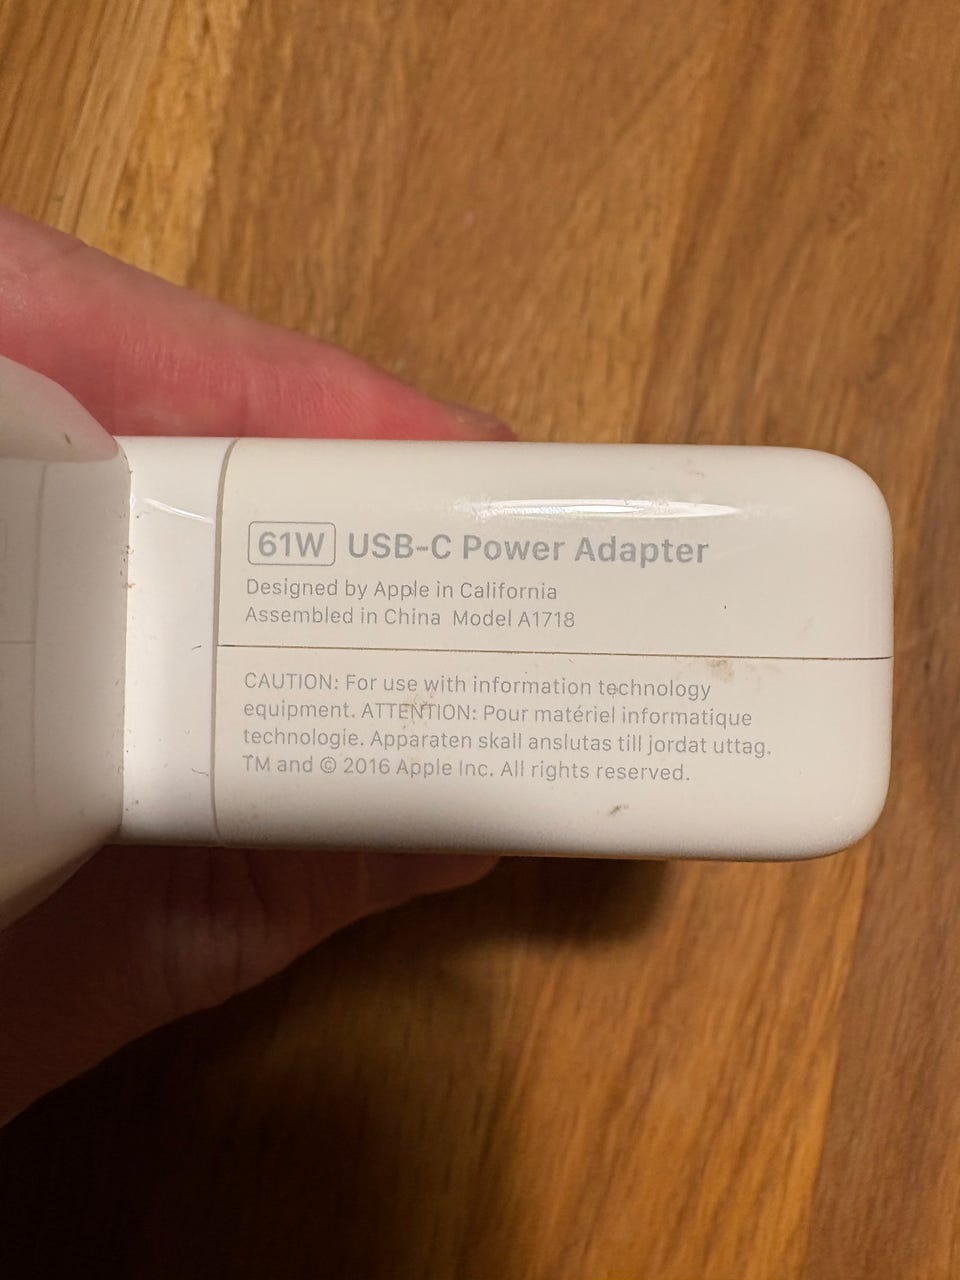 61W USB-C Power Adapter
Designed by Apple in California
Assembled in China Model A1718
CAUTION: For use with information technology
equipment. ATTENTION: Pour matériel informatique
technologie. Apparaten skall anslutas till jordat uttag.
TM and © 2016 Apple Inc. All rights reserved.